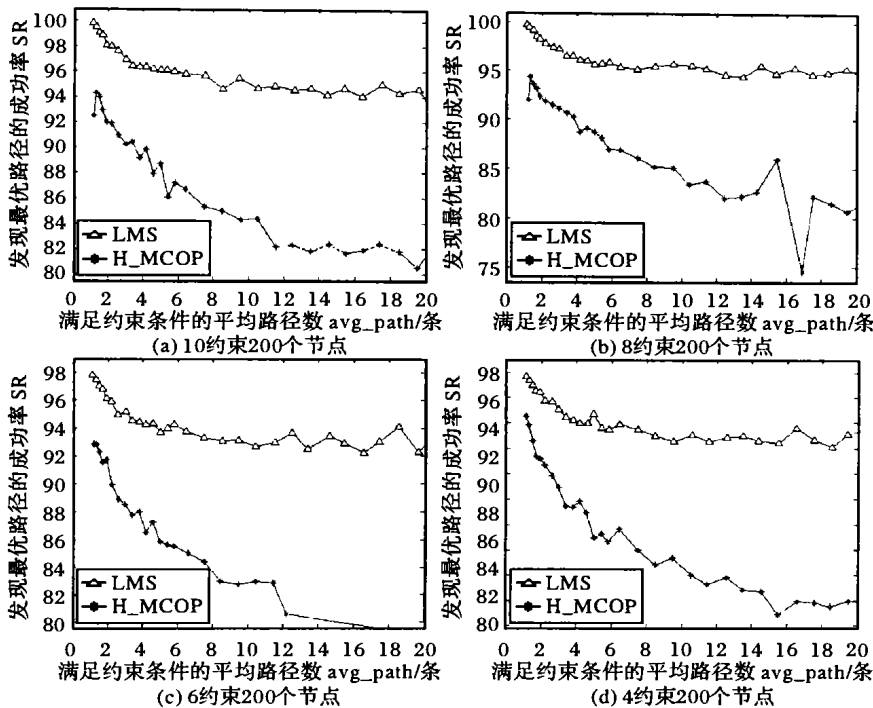 发现最优路径的成功率 SR
100
98
96
94
92
90
88
86
84
82
80
LMS
H_MCOP
0 2 4 6 8 10 12 14 16 18 20
满足约束条件的平均路径数 avg_path/条
(a) 10约束200个节点
发现最优路径的成功率 SR
100
95
90
85
80
75
LMS
H_MCOP
0 2 4 6 8 10 12 14 16 18 20
满足约束条件的平均路径数 avg_path/条
(b) 8约束200个节点
发现最优路径的成功率 SR
98
96
94
92
90
88
86
84
82
80
LMS
H_MCOP
0 2 4 6 8 10 12 14 16 18 20
满足约束条件的平均路径数 avg_path/条
(c) 6约束200个节点
发现最优路径的成功率 SR
98
96
94
92
90
88
86
84
82
80
LMS
H_MCOP
0 2 4 6 8 10 12 14 16 18 20
满足约束条件的平均路径数 avg_path/条
(d) 4约束200个节点